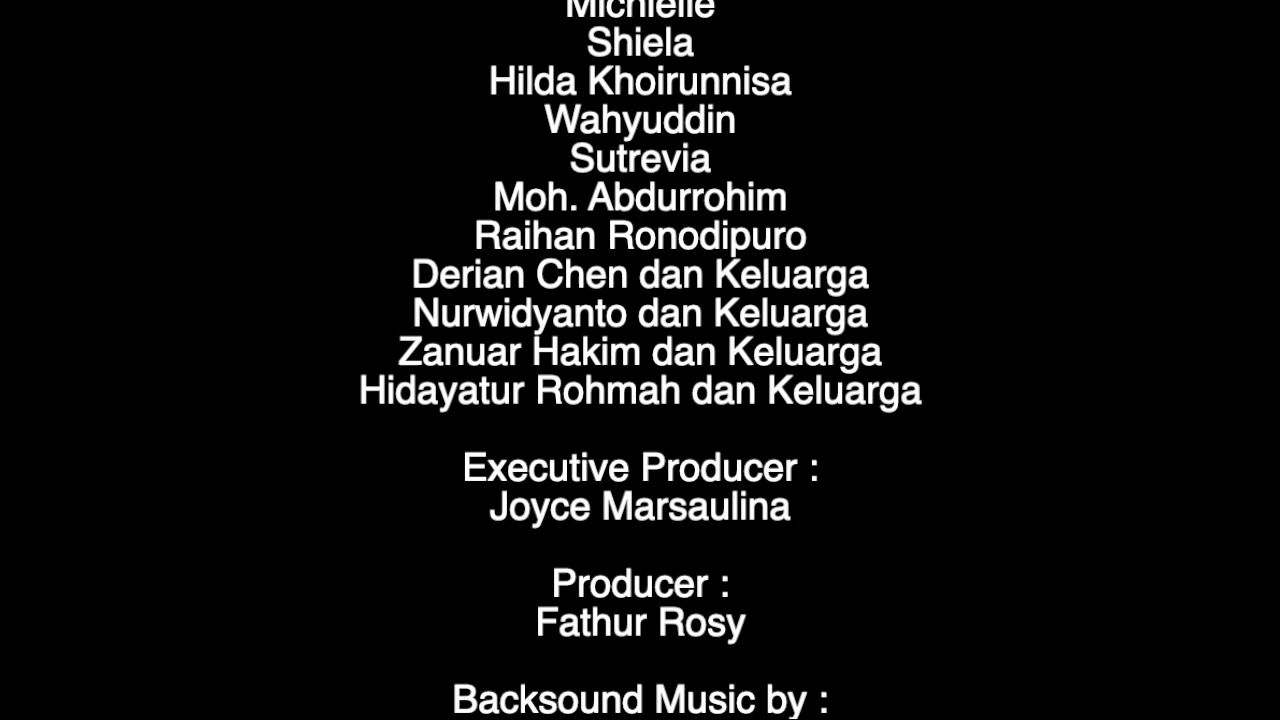 Michielle
Shiela
Hilda Khoirunnisa
Wahyuddin
Sutrevia
Moh. Abdurrohim
Raihan Ronodipuro
Derian Chen dan Keluarga
Nurwidyanto dan Keluarga
Zanuar Hakim dan Keluarga
Hidayatur Rohmah dan Keluarga
Executive Producer :
Joyce Marsaulina
Producer :
Fathur Rosy
Backsound Music by :